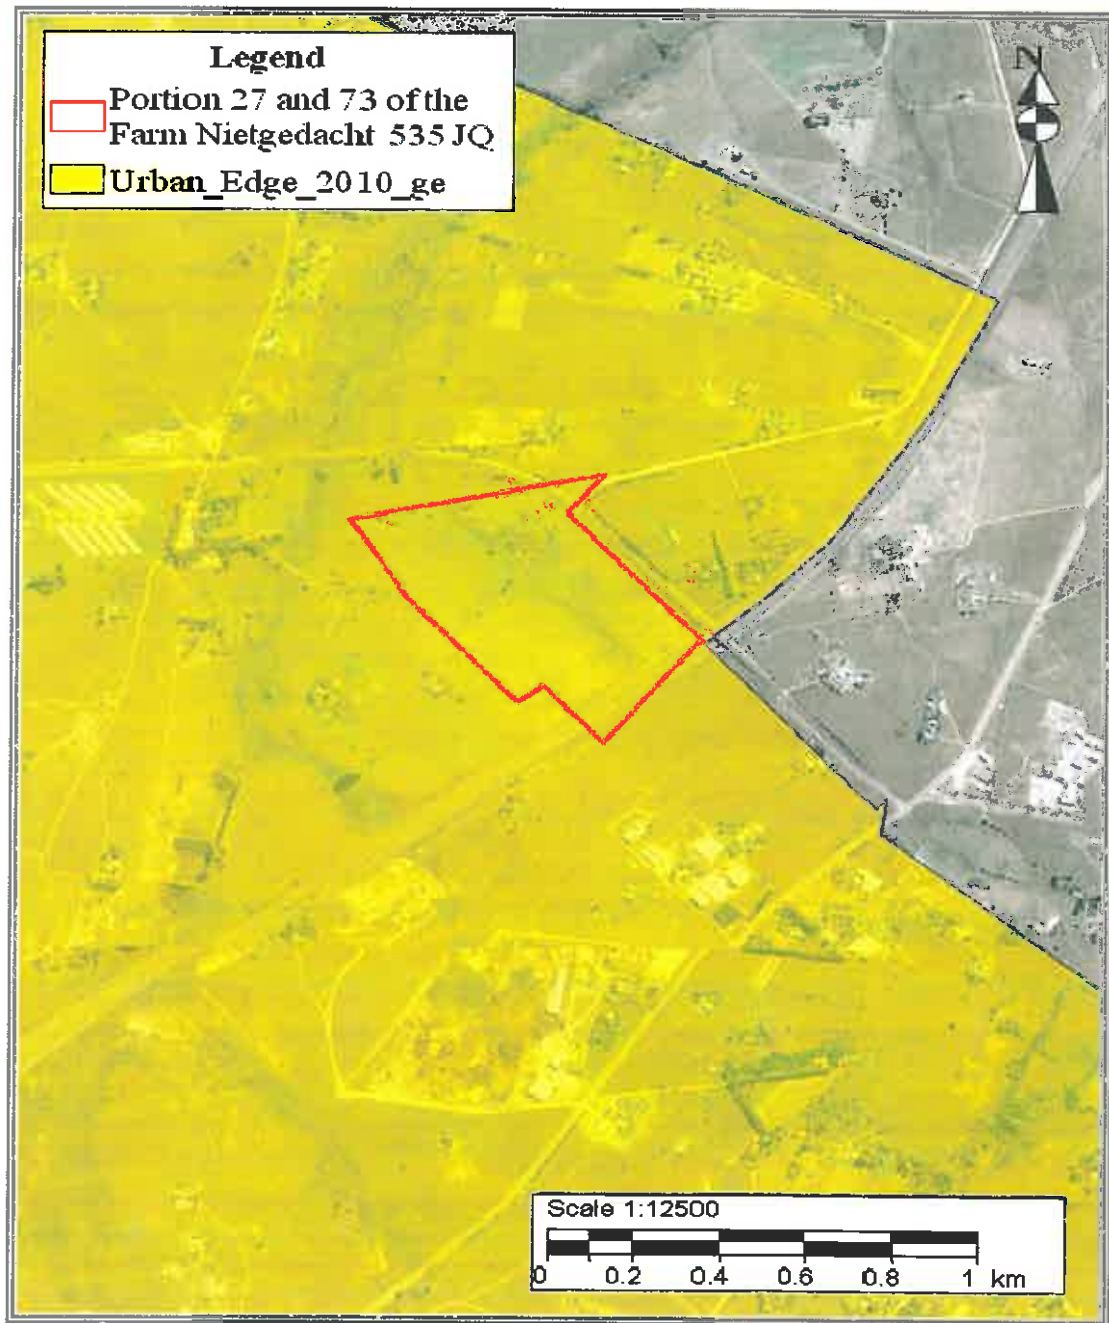 Legend
Portion 27 and 73 of the
Farm Nietgedacht 535 JQ
Urban_Edge_2010_ge
N
Scale 1:12500
0 0.2 0.4 0.6 0.8 1 km